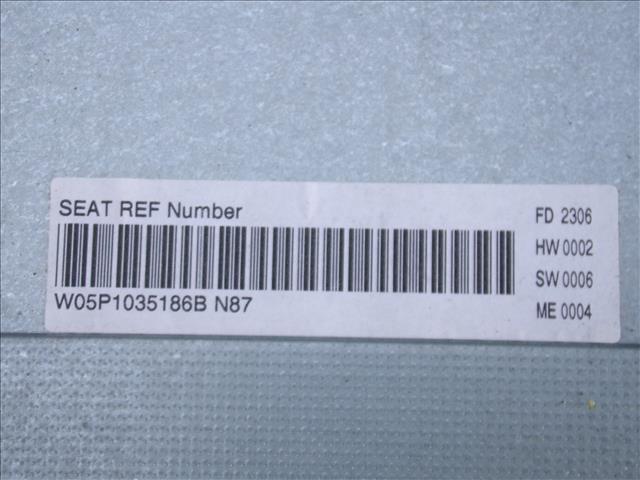 SEAT REF Number
W05P1035186B N87
FD 2306
HW 0002
SW 0006
ME 0004